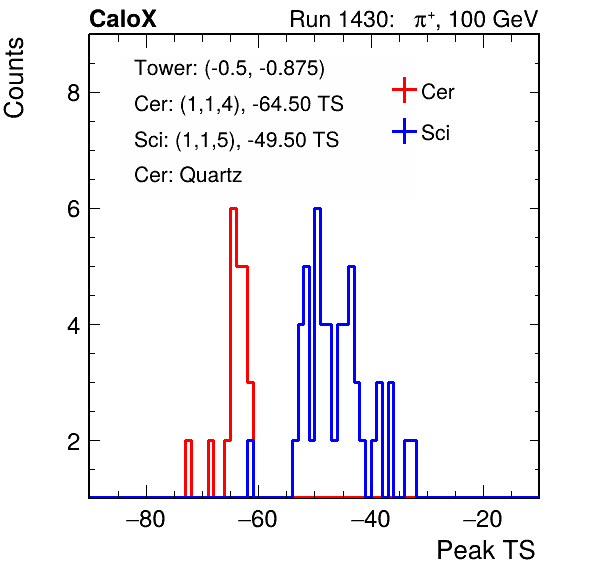 CaloX Run 1430: π+, 100 GeV
Counts
Tower: (-0.5, -0.875)
Cer: (1,1,4), -64.50 TS
Sci: (1,1,5), -49.50 TS
Cer: Quartz
Cer
Sci
8
6
4
2
−80 −60 −40 −20
Peak TS